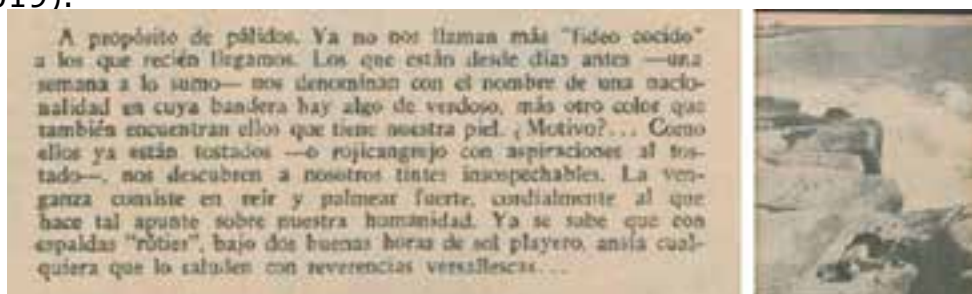 019).
A propósito de pálidos. Ya no nos llaman más "fideo cocido"
a los que recién llegamos. Los que están desde días antes —una
semana a lo sumo— nos denominan con el nombre de una nacio-
nalidad en cuya bandera hay algo de verdoso, más otro color que
también encuentran ellos que tiene nuestra piel. ¿Motivo?... Como
ellos ya están tostados —o rojicangrejo con aspiraciones al tos-
tado—, nos descubren a nosotros tintes insospechables. La ven-
ganza consiste en reír y palmear fuerte, cordialmente al que
hace tal apunte sobre nuestra humanidad. Ya se sabe que con
espaldas "rôties", bajo dos buenas horas de sol playero, ansía cual-
quiera que lo saluden con reverencias versallescas...